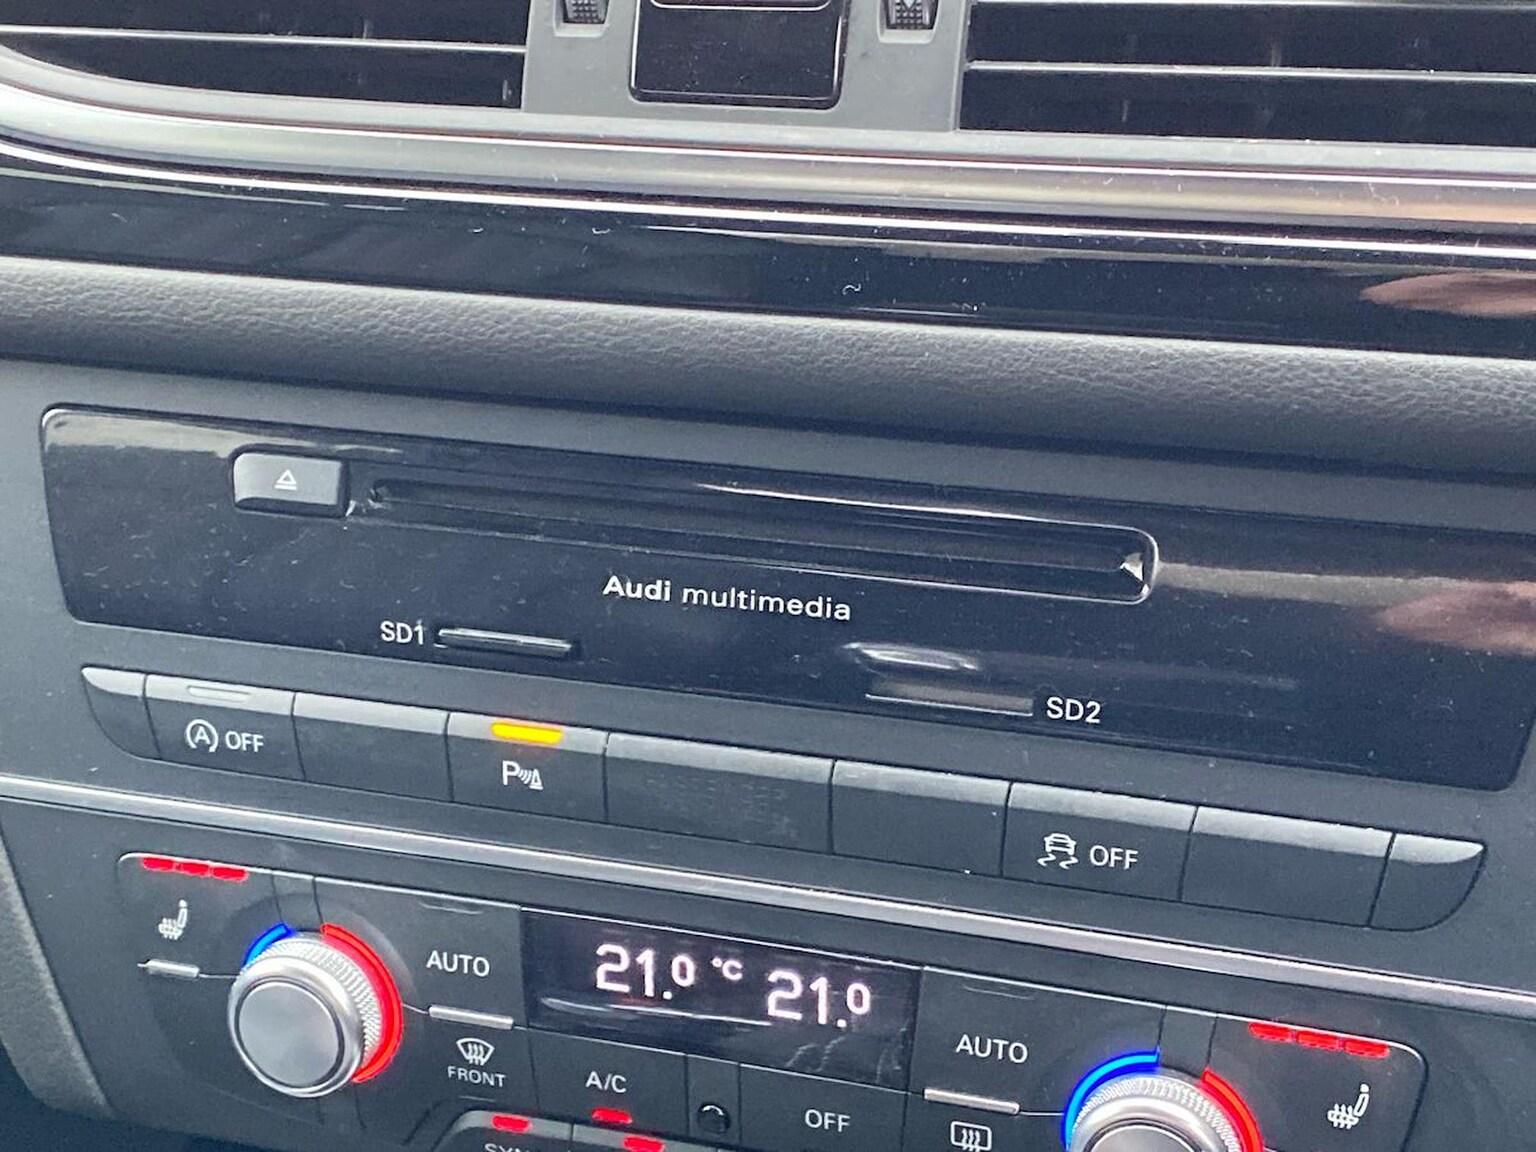 Audi multimedia
SD1
SD2
A OFF
P
OFF
AUTO
21.0 °C 21.0
AUTO
FRONT
A/C
OFF